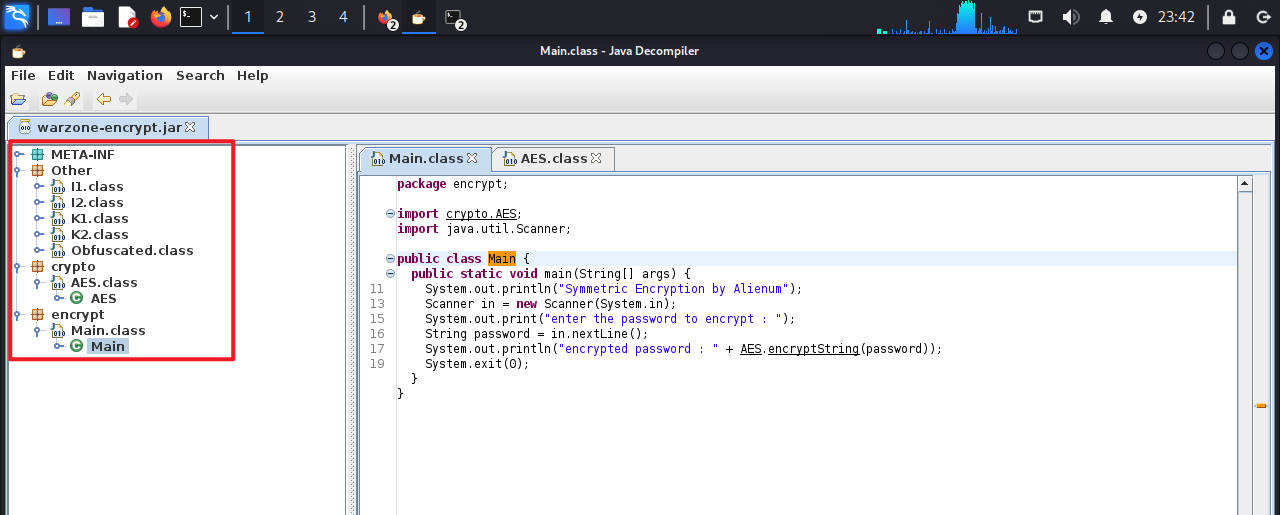 1 2 3 4 2 2 23:42
Main.class - Java Decompiler
File Edit Navigation Search Help
warzone-encrypt.jar
META-INF
Other
I1.class
I2.class
K1.class
K2.class
Obfuscated.class
crypto
AES.class
AES
encrypt
Main.class
Main
Main.class AES.class
package encrypt;
import crypto.AES;
import java.util.Scanner;
public class Main {
public static void main(String[] args) {
11 System.out.println("Symmetric Encryption by Alienum");
13 Scanner in = new Scanner(System.in);
15 System.out.print("enter the password to encrypt : ");
16 String password = in.nextLine();
17 System.out.println("encrypted password : " + AES.encryptString(password));
19 System.exit(0);
}
}